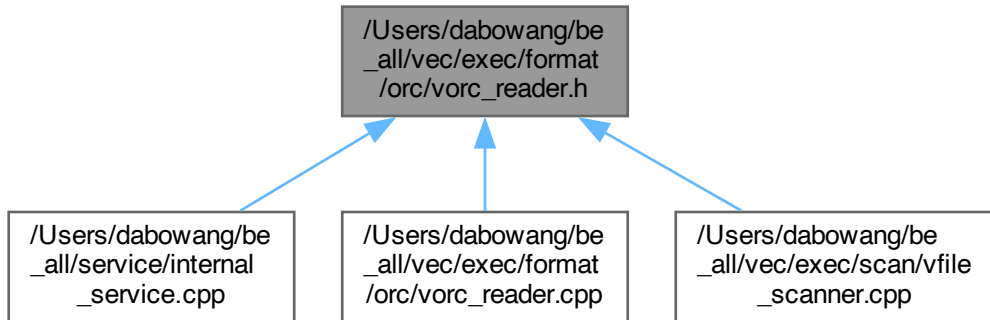 /Users/dabowang/be
_all/vec/exec/format
/orc/vorc_reader.h
/Users/dabowang/be
_all/service/internal
_service.cpp
/Users/dabowang/be
_all/vec/exec/format
/orc/vorc_reader.cpp
/Users/dabowang/be
_all/vec/exec/scan/vfile
_scanner.cpp